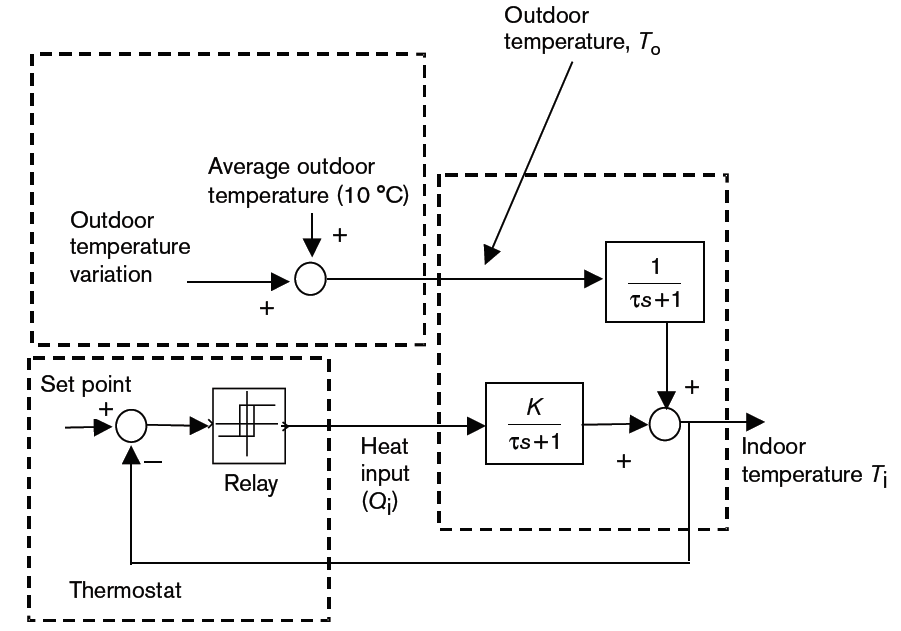 Outdoor
temperature, To
Average outdoor
temperature (10 °C)
Outdoor
temperature
variation
+
+
1
τs+1
Set point
+
−
Relay
Heat
input
(Qi)
K
τs+1
+
+
Indoor
temperature Ti
Thermostat